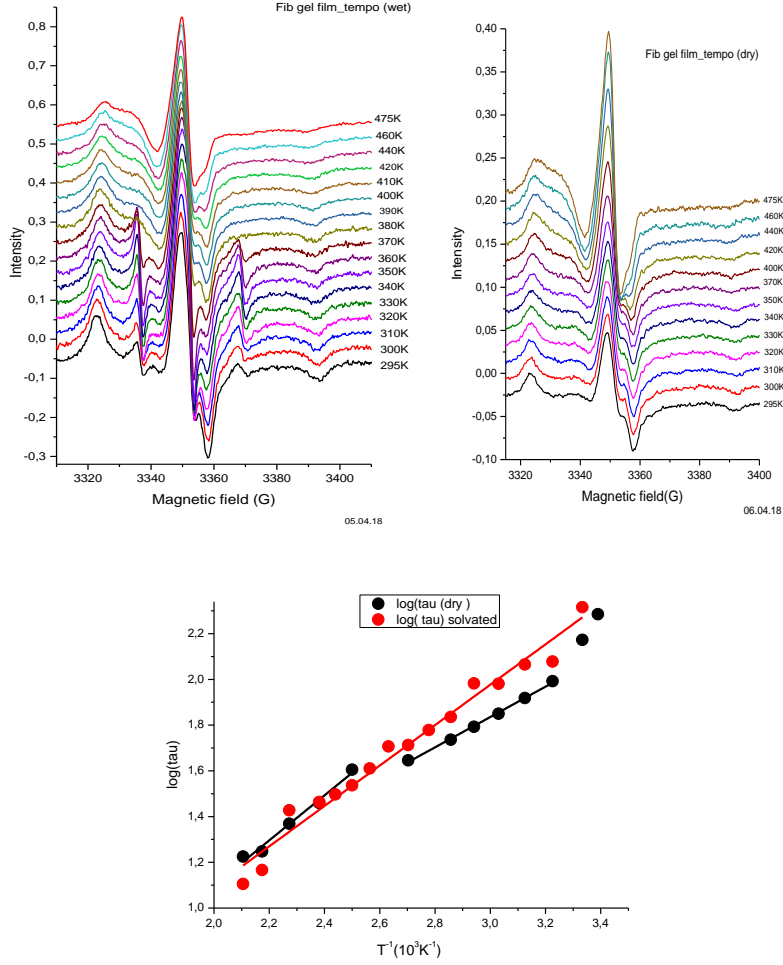 Fib gel film_tempo (wet)
0,8
0,7
0,6
0,5
0,4
0,3
0,2
0,1
0,0
-0,1
-0,2
-0,3
Intensity
475K
460K
440K
420K
410K
400K
390K
380K
370K
360K
350K
340K
330K
320K
310K
300K
295K
3320 3340 3360 3380 3400
Magnetic field (G)
05.04.18
Fib gel film_tempo (dry)
0,40
0,35
0,30
0,25
0,20
0,15
0,10
0,05
0,00
-0,05
-0,10
Intensity
475K
460K
440K
420K
400K
370K
350K
340K
330K
320K
310K
300K
295K
3320 3340 3360 3380 3400
Magnetic field(G)
06.04.18
log(tau (dry )
log( tau) solvated
2,2
2,0
1,8
1,6
1,4
1,2
1,0
log(tau)
2,0 2,2 2,4 2,6 2,8 3,0 3,2 3,4
T⁻¹(10³K⁻¹)